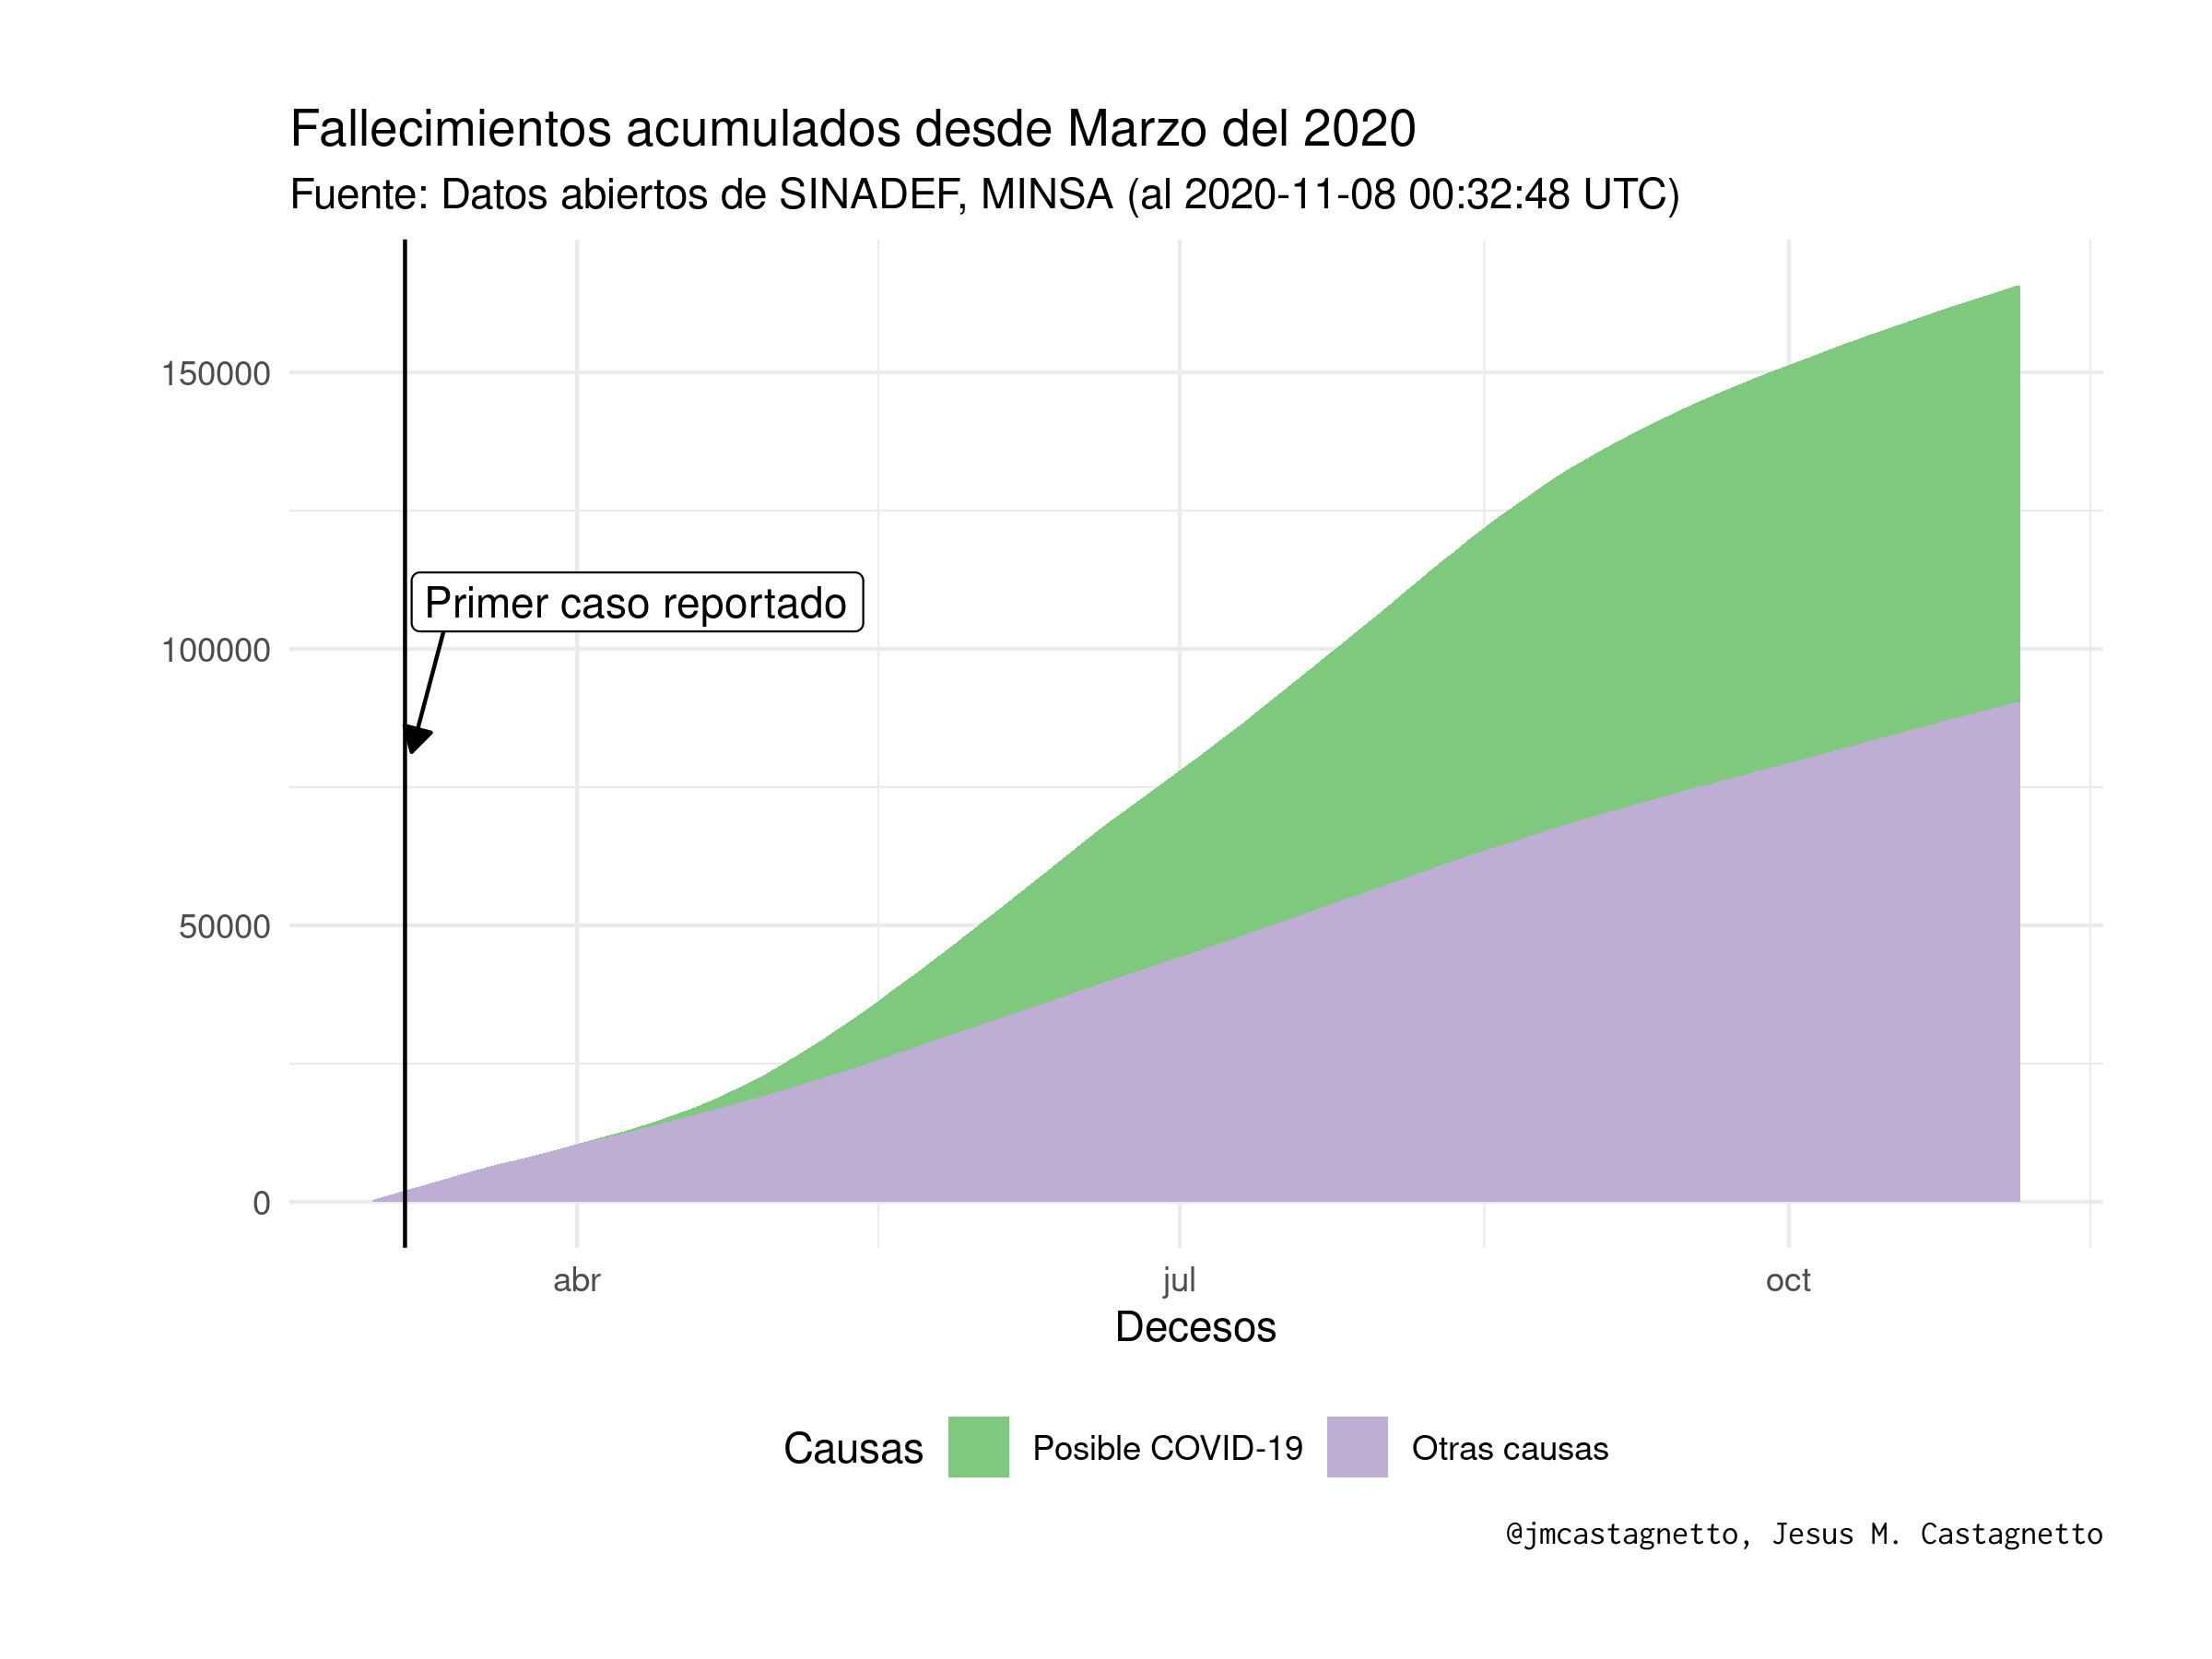 Fallecimientos acumulados desde Marzo del 2020
Fuente: Datos abiertos de SINADEF, MINSA (al 2020-11-08 00:32:48 UTC)
150000
Primer caso reportado
100000
50000
0
abr jul oct
Decesos
Causas Posible COVID-19 Otras causas
@jmcastagnetto, Jesus M. Castagnetto